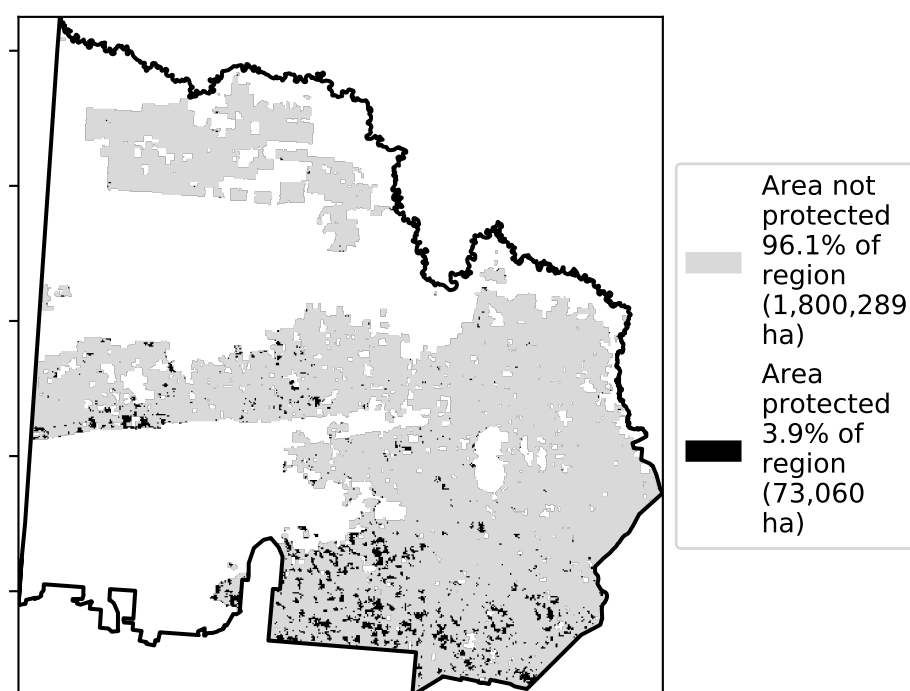 Area not
protected
96.1% of
region
(1,800,289
ha)
Area
protected
3.9% of
region
(73,060
ha)